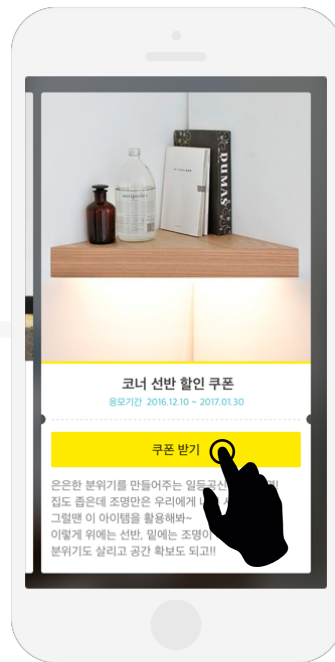 DUMAS
코너 선반 할인 쿠폰
응모기간 2016.12.10 ~ 2017.01.30
쿠폰 받기
은은한 분위기를 만들어주는
집도 좁은데 조명만은 우리에게
그럴땐 이 아이템을 활용해봐~
이렇게 위에는 선반, 밑에는 조명이
분위기도 살리고 공간 확보도 되고!!